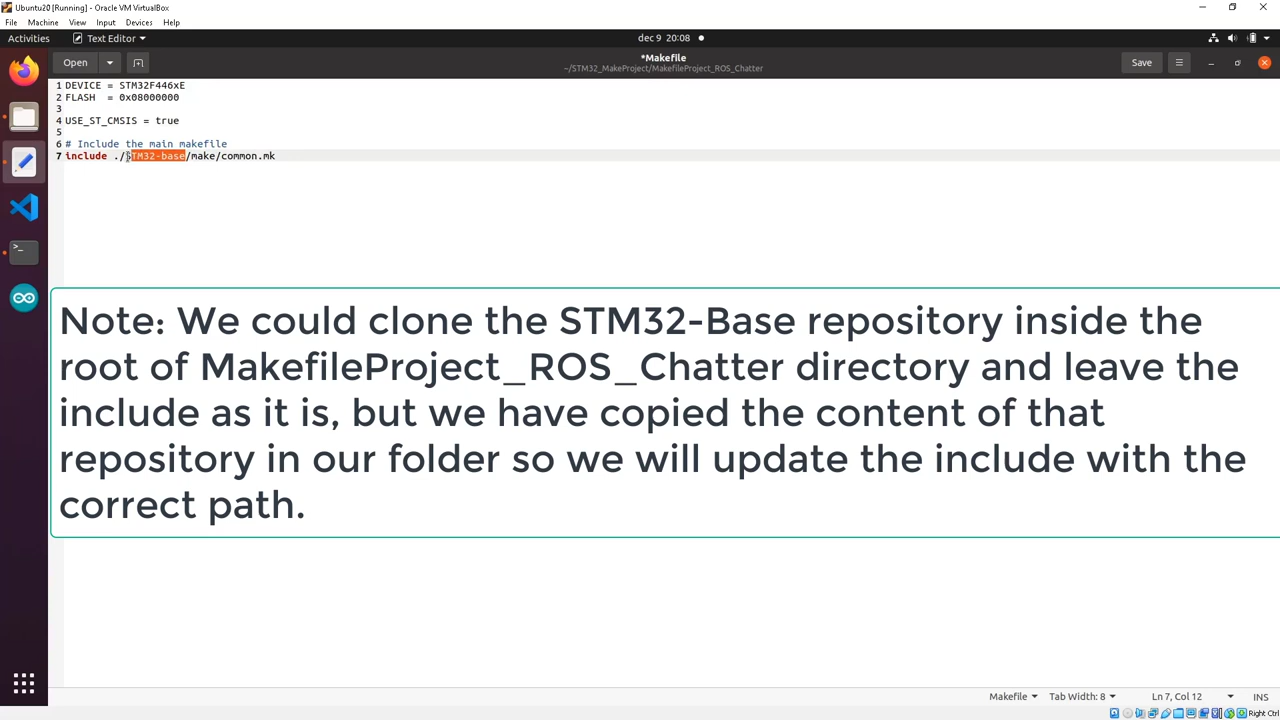 Ubuntu20 [Running] - Oracle VM VirtualBox
File Machine View Input Devices Help
Activities Text Editor dec 9 20:08
Open *Makefile Save
~/STM32_MakeProject/MakefileProject_ROS_Chatter
1 DEVICE = STM32F446xE
2 FLASH = 0x08000000
3
4 USE_ST_CMSIS = true
5
6 # Include the main makefile
7 include ./STM32-base/make/common.mk
Note: We could clone the STM32-Base repository inside the
root of MakefileProject_ROS_Chatter directory and leave the
include as it is, but we have copied the content of that
repository in our folder so we will update the include with the
correct path.
Makefile Tab Width: 8 Ln 7, Col 12 INS
Right Ctrl